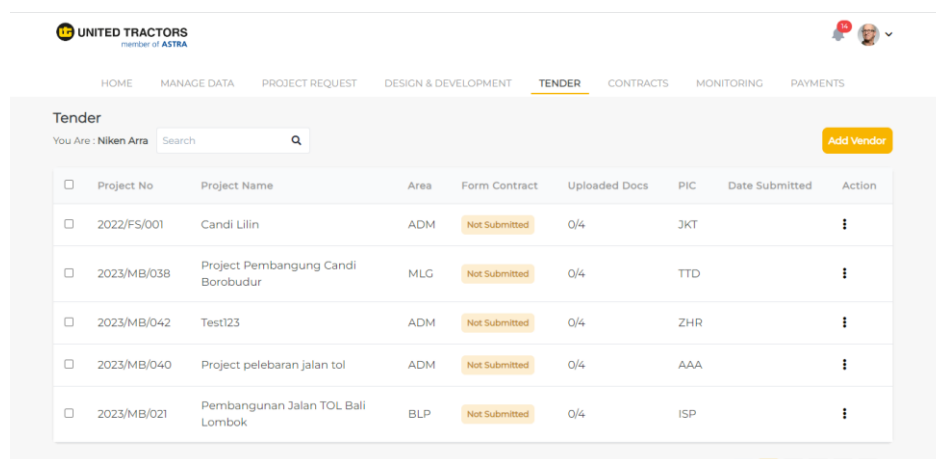 UNITED TRACTORS
member of ASTRA
14
HOME MANAGE DATA PROJECT REQUEST DESIGN & DEVELOPMENT TENDER CONTRACTS MONITORING PAYMENTS
Tender
You Are : Niken Arra Search Add Vendor
Project No Project Name Area Form Contract Uploaded Docs PIC Date Submitted Action
2022/FS/001 Candi Lilin ADM Not Submitted 0/4 JKT
2023/MB/038 Project Pembangung Candi Borobudur MLG Not Submitted 0/4 TTD
2023/MB/042 Test123 ADM Not Submitted 0/4 ZHR
2023/MB/040 Project pelebaran jalan tol ADM Not Submitted 0/4 AAA
2023/MB/021 Pembangunan Jalan TOL Bali Lombok BLP Not Submitted 0/4 ISP